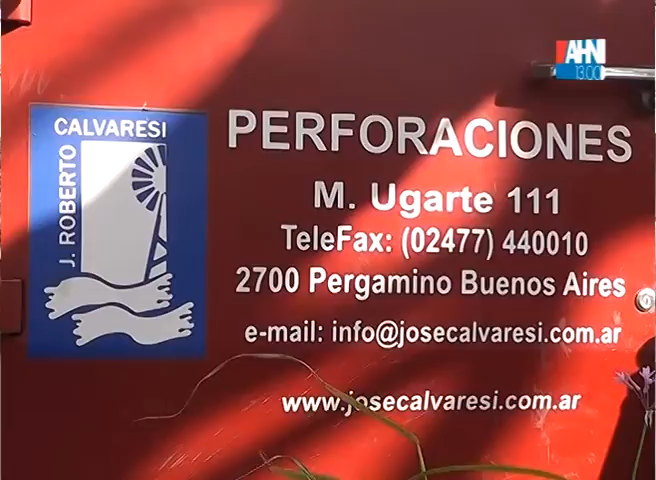 AHN
13:00
CALVARESI
J. ROBERTO
PERFORACIONES
M. Ugarte 111
TeleFax: (02477) 440010
2700 Pergamino Buenos Aires
e-mail: info@josecalvaresi.com.ar
www.josecalvaresi.com.ar